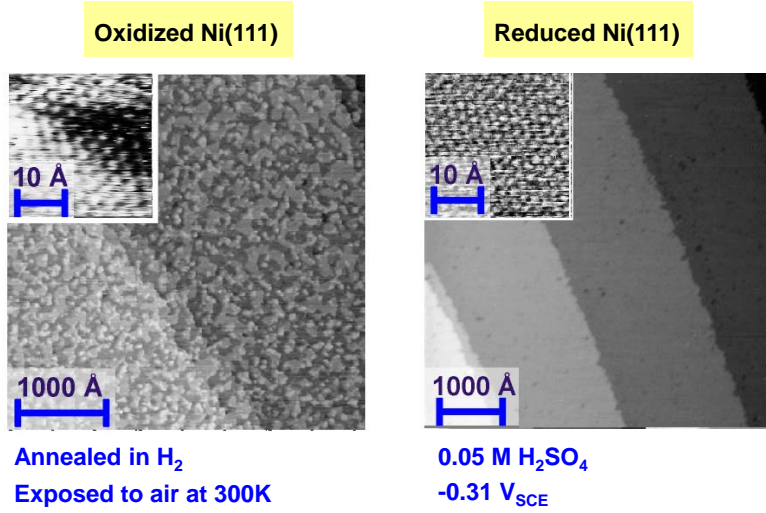 Oxidized Ni(111)
Reduced Ni(111)
10 Å
1000 Å
10 Å
1000 Å
Annealed in H₂
Exposed to air at 300K
0.05 M H₂SO₄
-0.31 V_SCE